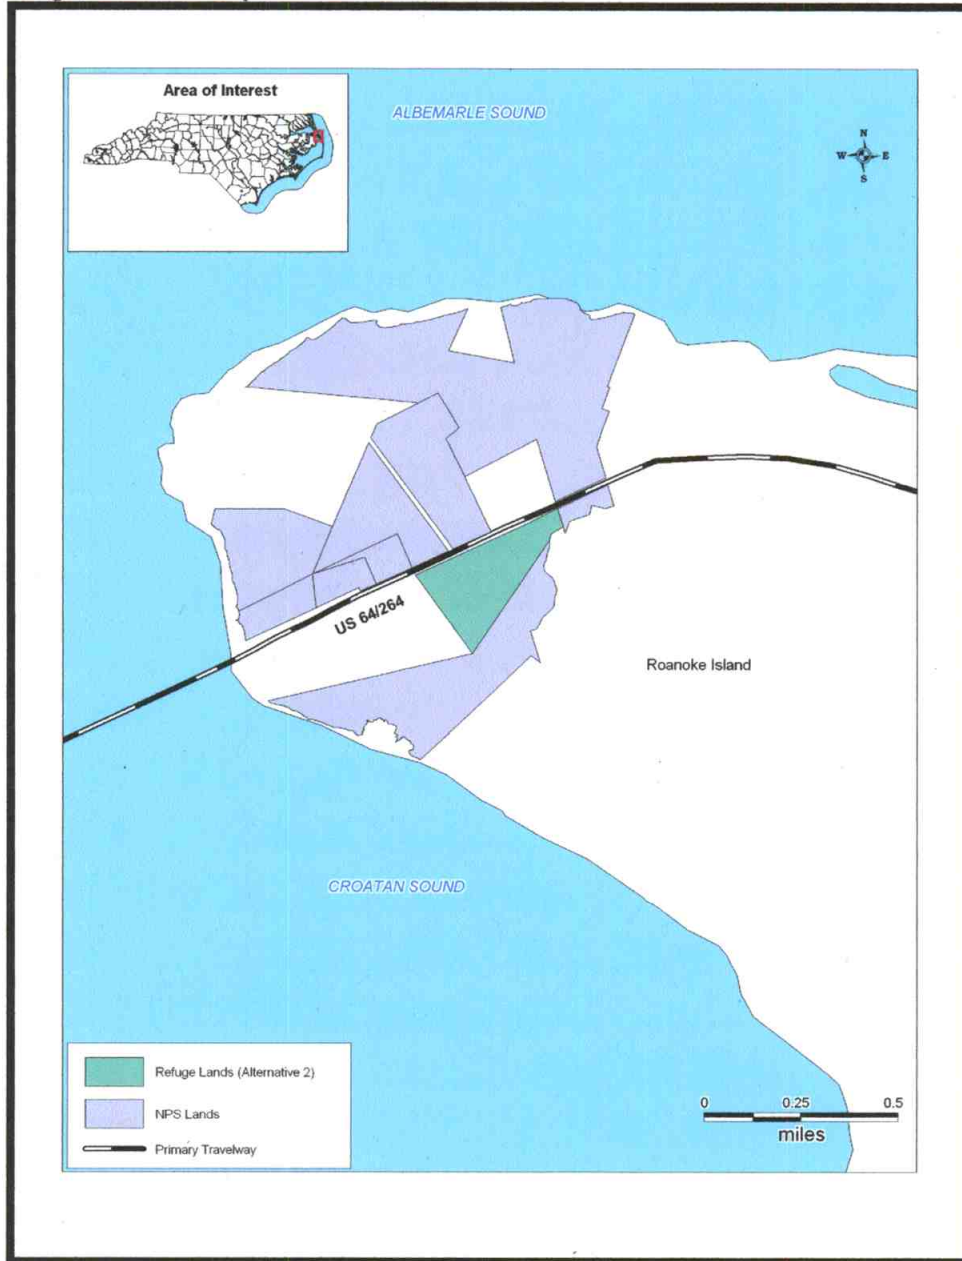 Area of Interest
ALBEMARLE SOUND
N
W E
S
US 64/264
Roanoke Island
CROATAN SOUND
Refuge Lands (Alternative 2)
NPS Lands
Primary Travelway
0 0.25 0.5
miles